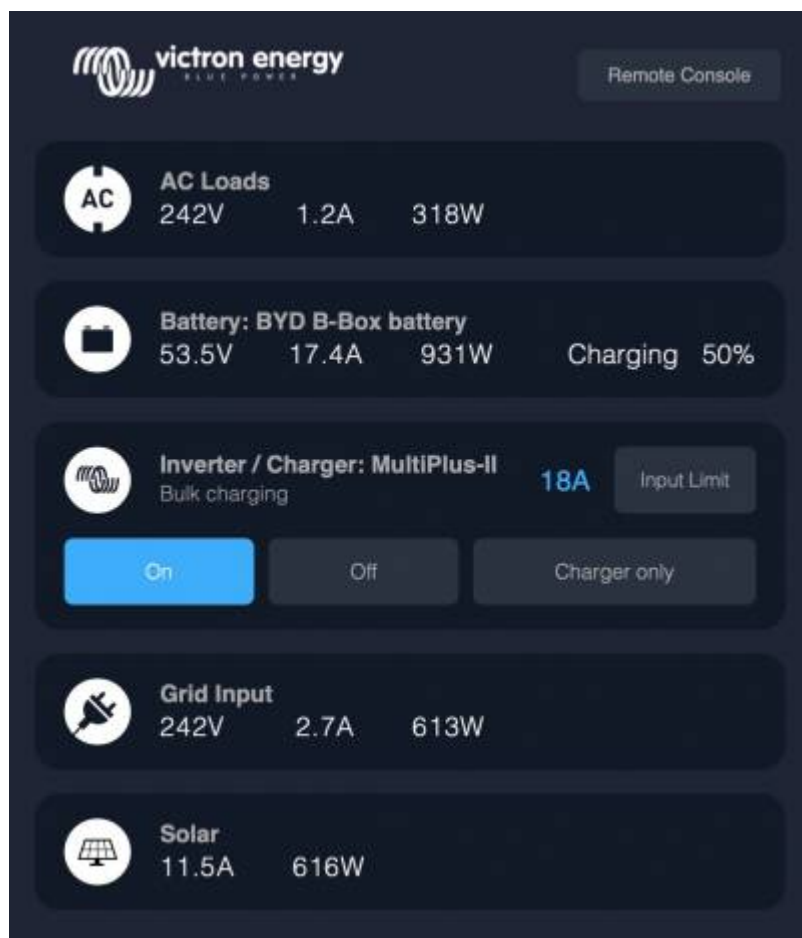 victron energy
BLUE POWER
Remote Console
AC
AC Loads
242V 1.2A 318W
Battery: BYD B-Box battery
53.5V 17.4A 931W Charging 50%
Inverter / Charger: MultiPlus-II
Bulk charging
18A Input Limit
On Off Charger only
Grid Input
242V 2.7A 613W
Solar
11.5A 616W